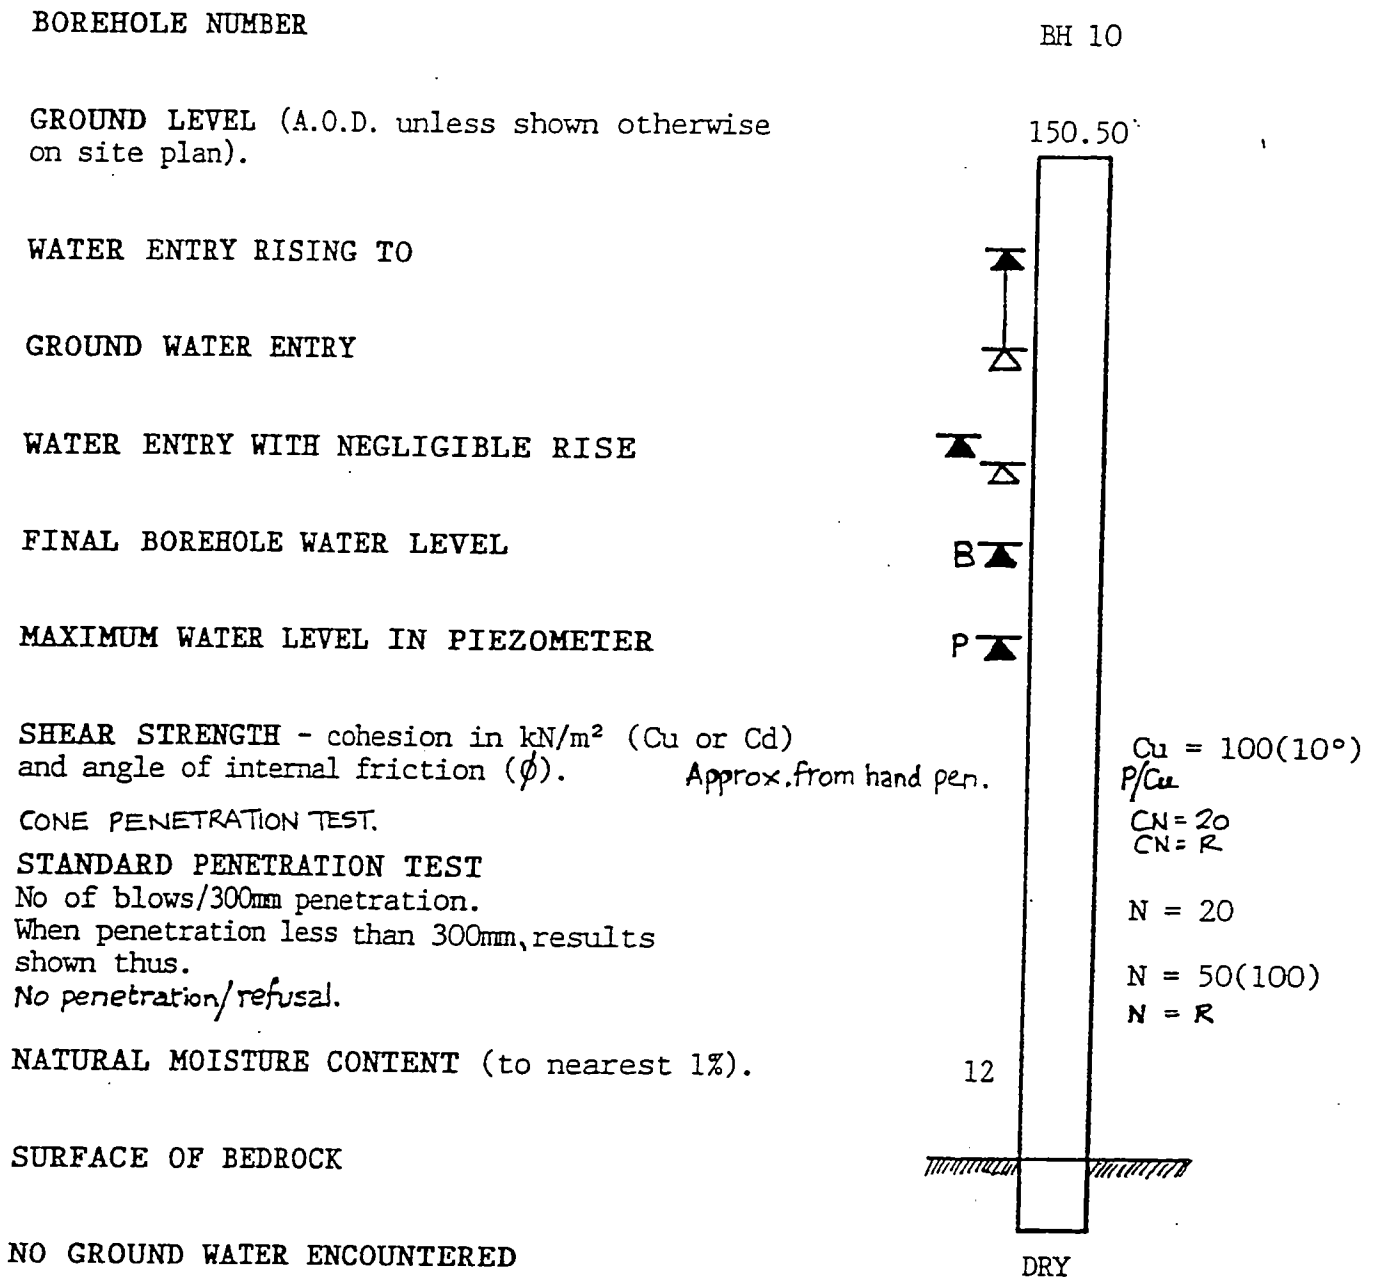 BOREHOLE NUMBER
BH 10
GROUND LEVEL (A.O.D. unless shown otherwise
on site plan).
150.50
WATER ENTRY RISING TO
GROUND WATER ENTRY
WATER ENTRY WITH NEGLIGIBLE RISE
FINAL BOREHOLE WATER LEVEL
B
MAXIMUM WATER LEVEL IN PIEZOMETER
P
SHEAR STRENGTH - cohesion in kN/m² (Cu or Cd)
and angle of internal friction (ϕ). Approx. from hand pen.
Cu = 100(10°)
P/Cu
CONE PENETRATION TEST.
CN = 20
CN = R
STANDARD PENETRATION TEST
No of blows/300mm penetration.
N = 20
When penetration less than 300mm, results
shown thus.
N = 50(100)
No penetration/refusal.
N = R
NATURAL MOISTURE CONTENT (to nearest 1%).
12
SURFACE OF BEDROCK
NO GROUND WATER ENCOUNTERED
DRY